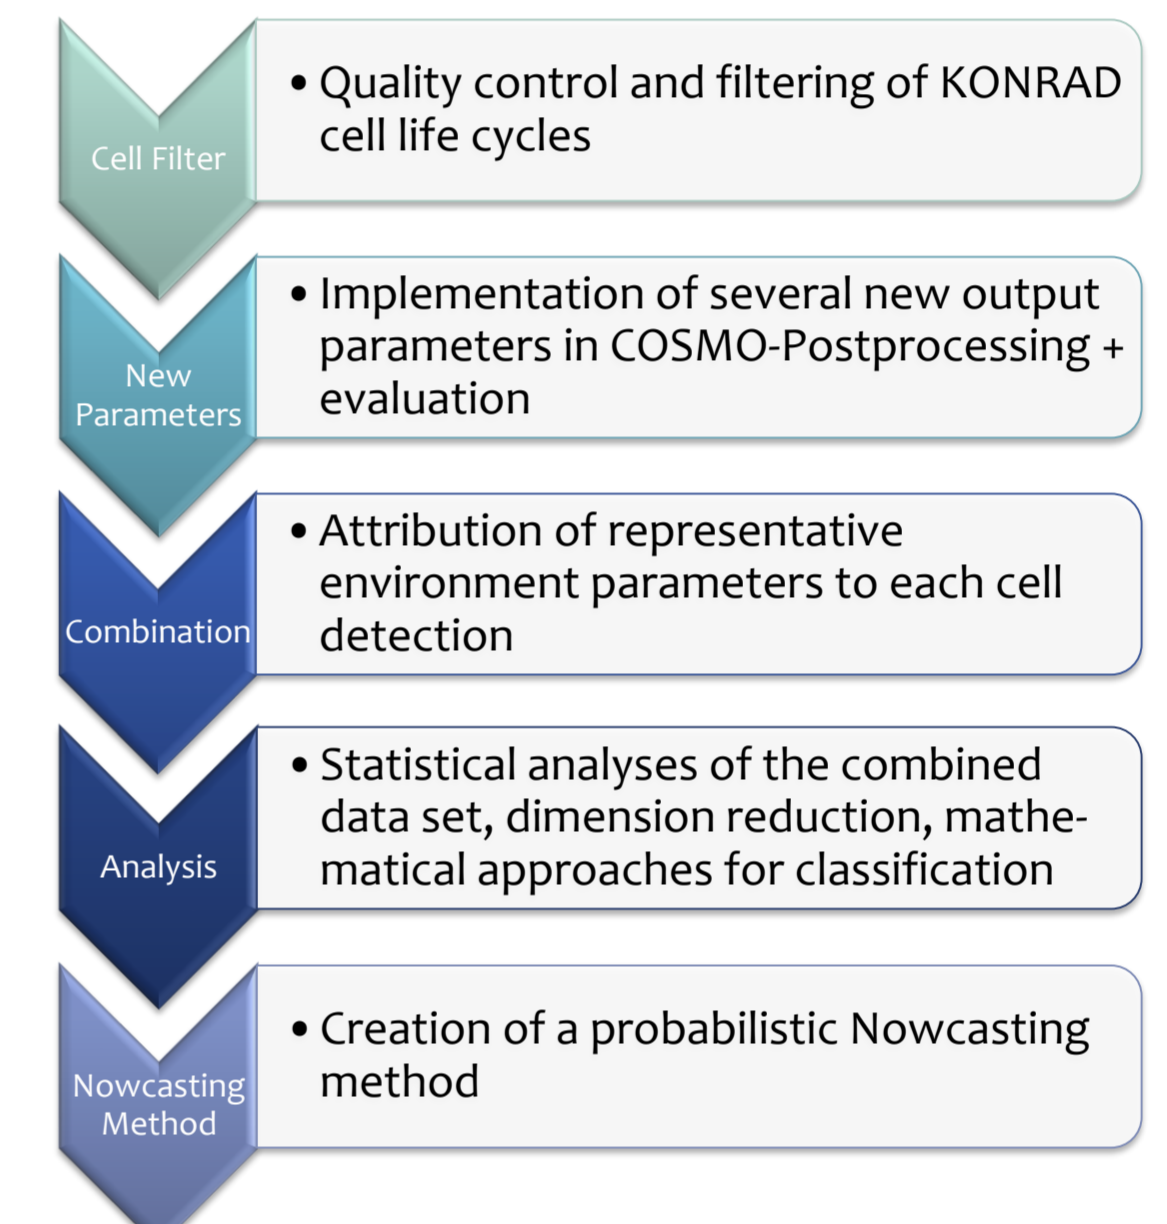 Cell Filter
• Quality control and filtering of KONRAD
cell life cycles
New
Parameters
• Implementation of several new output
parameters in COSMO-Postprocessing +
evaluation
Combination
• Attribution of representative
environment parameters to each cell
detection
Analysis
• Statistical analyses of the combined
data set, dimension reduction, mathe-
matical approaches for classification
Nowcasting
Method
• Creation of a probabilistic Nowcasting
method